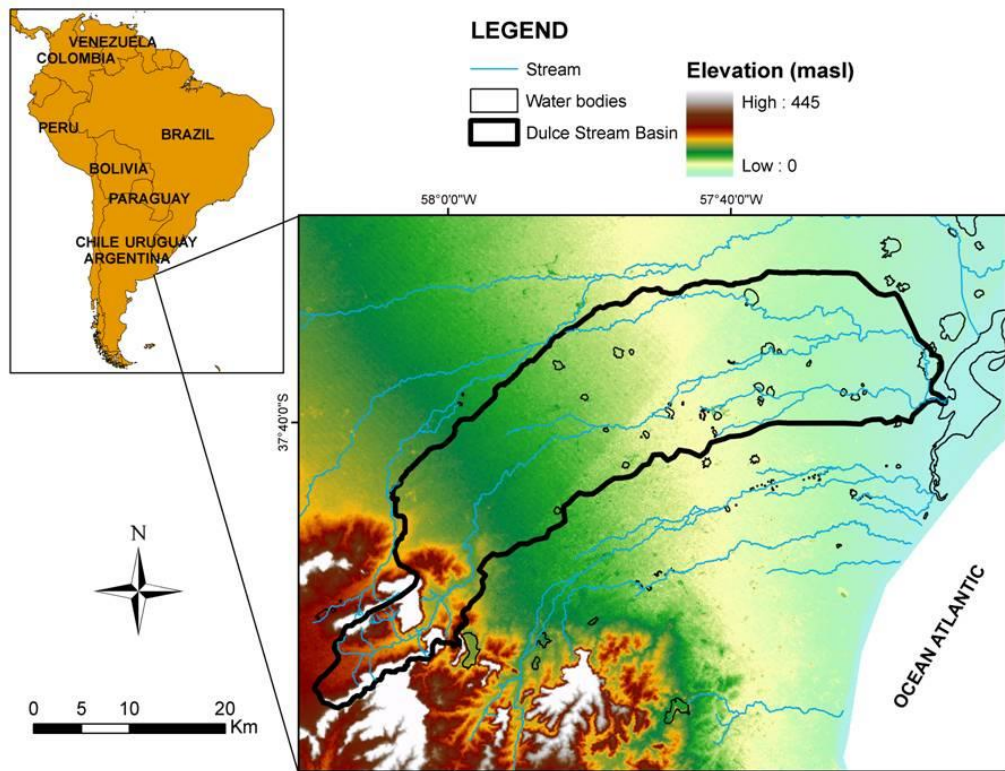 VENEZUELA
COLOMBIA
PERU
BRAZIL
BOLIVIA
PARAGUAY
CHILE URUGUAY
ARGENTINA
LEGEND
Stream
Water bodies
Dulce Stream Basin
Elevation (masl)
High : 445
Low : 0
58°0'0"W
57°40'0"W
37°40'0"S
N
0 5 10 20
Km
OCEAN ATLANTIC